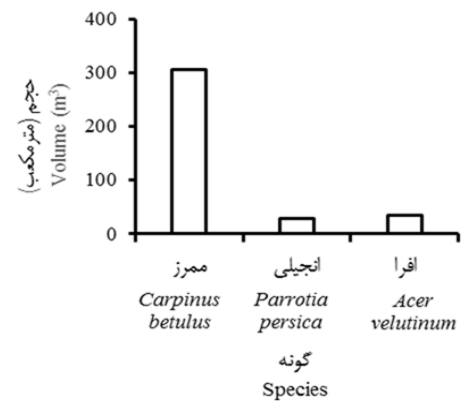 400
300
200
100
0
حجم (مترمکعب)
Volume (m³)
ممرز
انجیلی
افرا
Carpinus betulus
Parrotia persica
Acer velutinum
گونه
Species